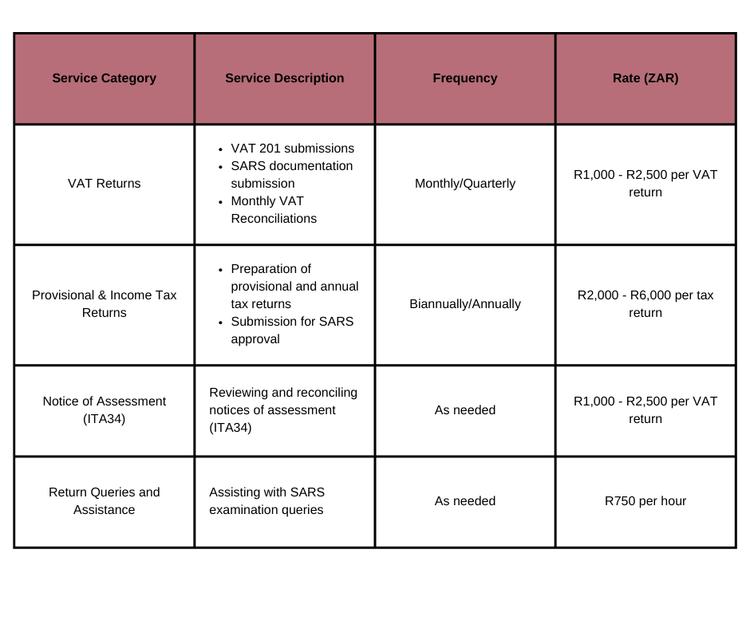 Service Category
Service Description
Frequency
Rate (ZAR)
VAT Returns
• VAT 201 submissions
• SARS documentation
submission
• Monthly VAT
Reconciliations
Monthly/Quarterly
R1,000 - R2,500 per VAT
return
Provisional & Income Tax
Returns
• Preparation of
provisional and annual
tax returns
• Submission for SARS
approval
Biannually/Annually
R2,000 - R6,000 per tax
return
Notice of Assessment
(ITA34)
Reviewing and reconciling
notices of assessment
(ITA34)
As needed
R1,000 - R2,500 per VAT
return
Return Queries and
Assistance
Assisting with SARS
examination queries
As needed
R750 per hour